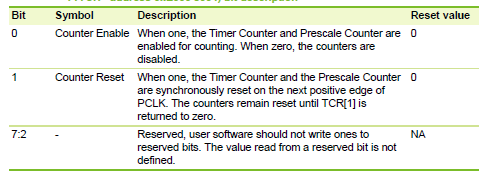 Bit Symbol Description Reset value
0 Counter Enable When one, the Timer Counter and Prescale Counter are 0
enabled for counting. When zero, the counters are
disabled.
1 Counter Reset When one, the Timer Counter and the Prescale Counter 0
are synchronously reset on the next positive edge of
PCLK. The counters remain reset until TCR[1] is
returned to zero.
7:2 - Reserved, user software should not write ones to NA
reserved bits. The value read from a reserved bit is not
defined.